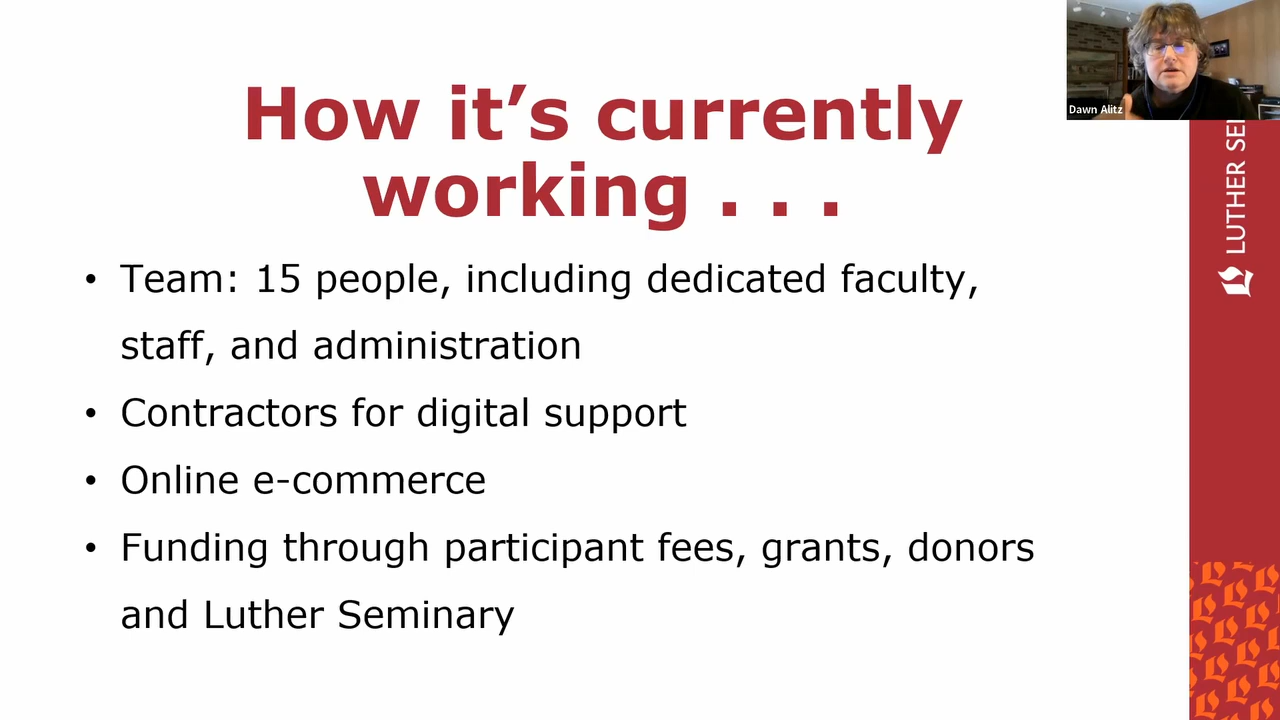 How it's currently
working . . .
• Team: 15 people, including dedicated faculty,
staff, and administration
• Contractors for digital support
• Online e-commerce
• Funding through participant fees, grants, donors
and Luther Seminary
Dawn Alitz
LUTHER